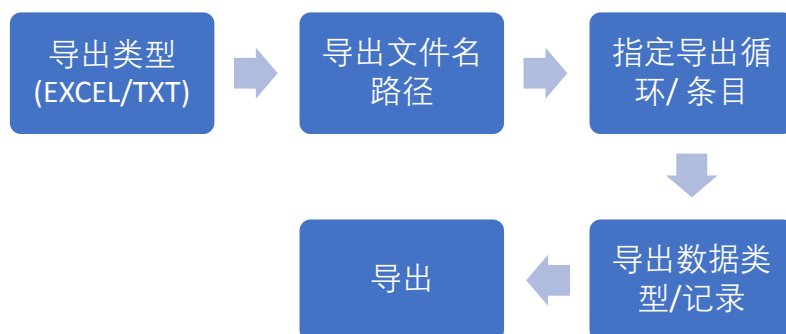 导出类型
(EXCEL/TXT)
导出文件名
路径
指定导出循
环/ 条目
导出数据类
型/记录
导出